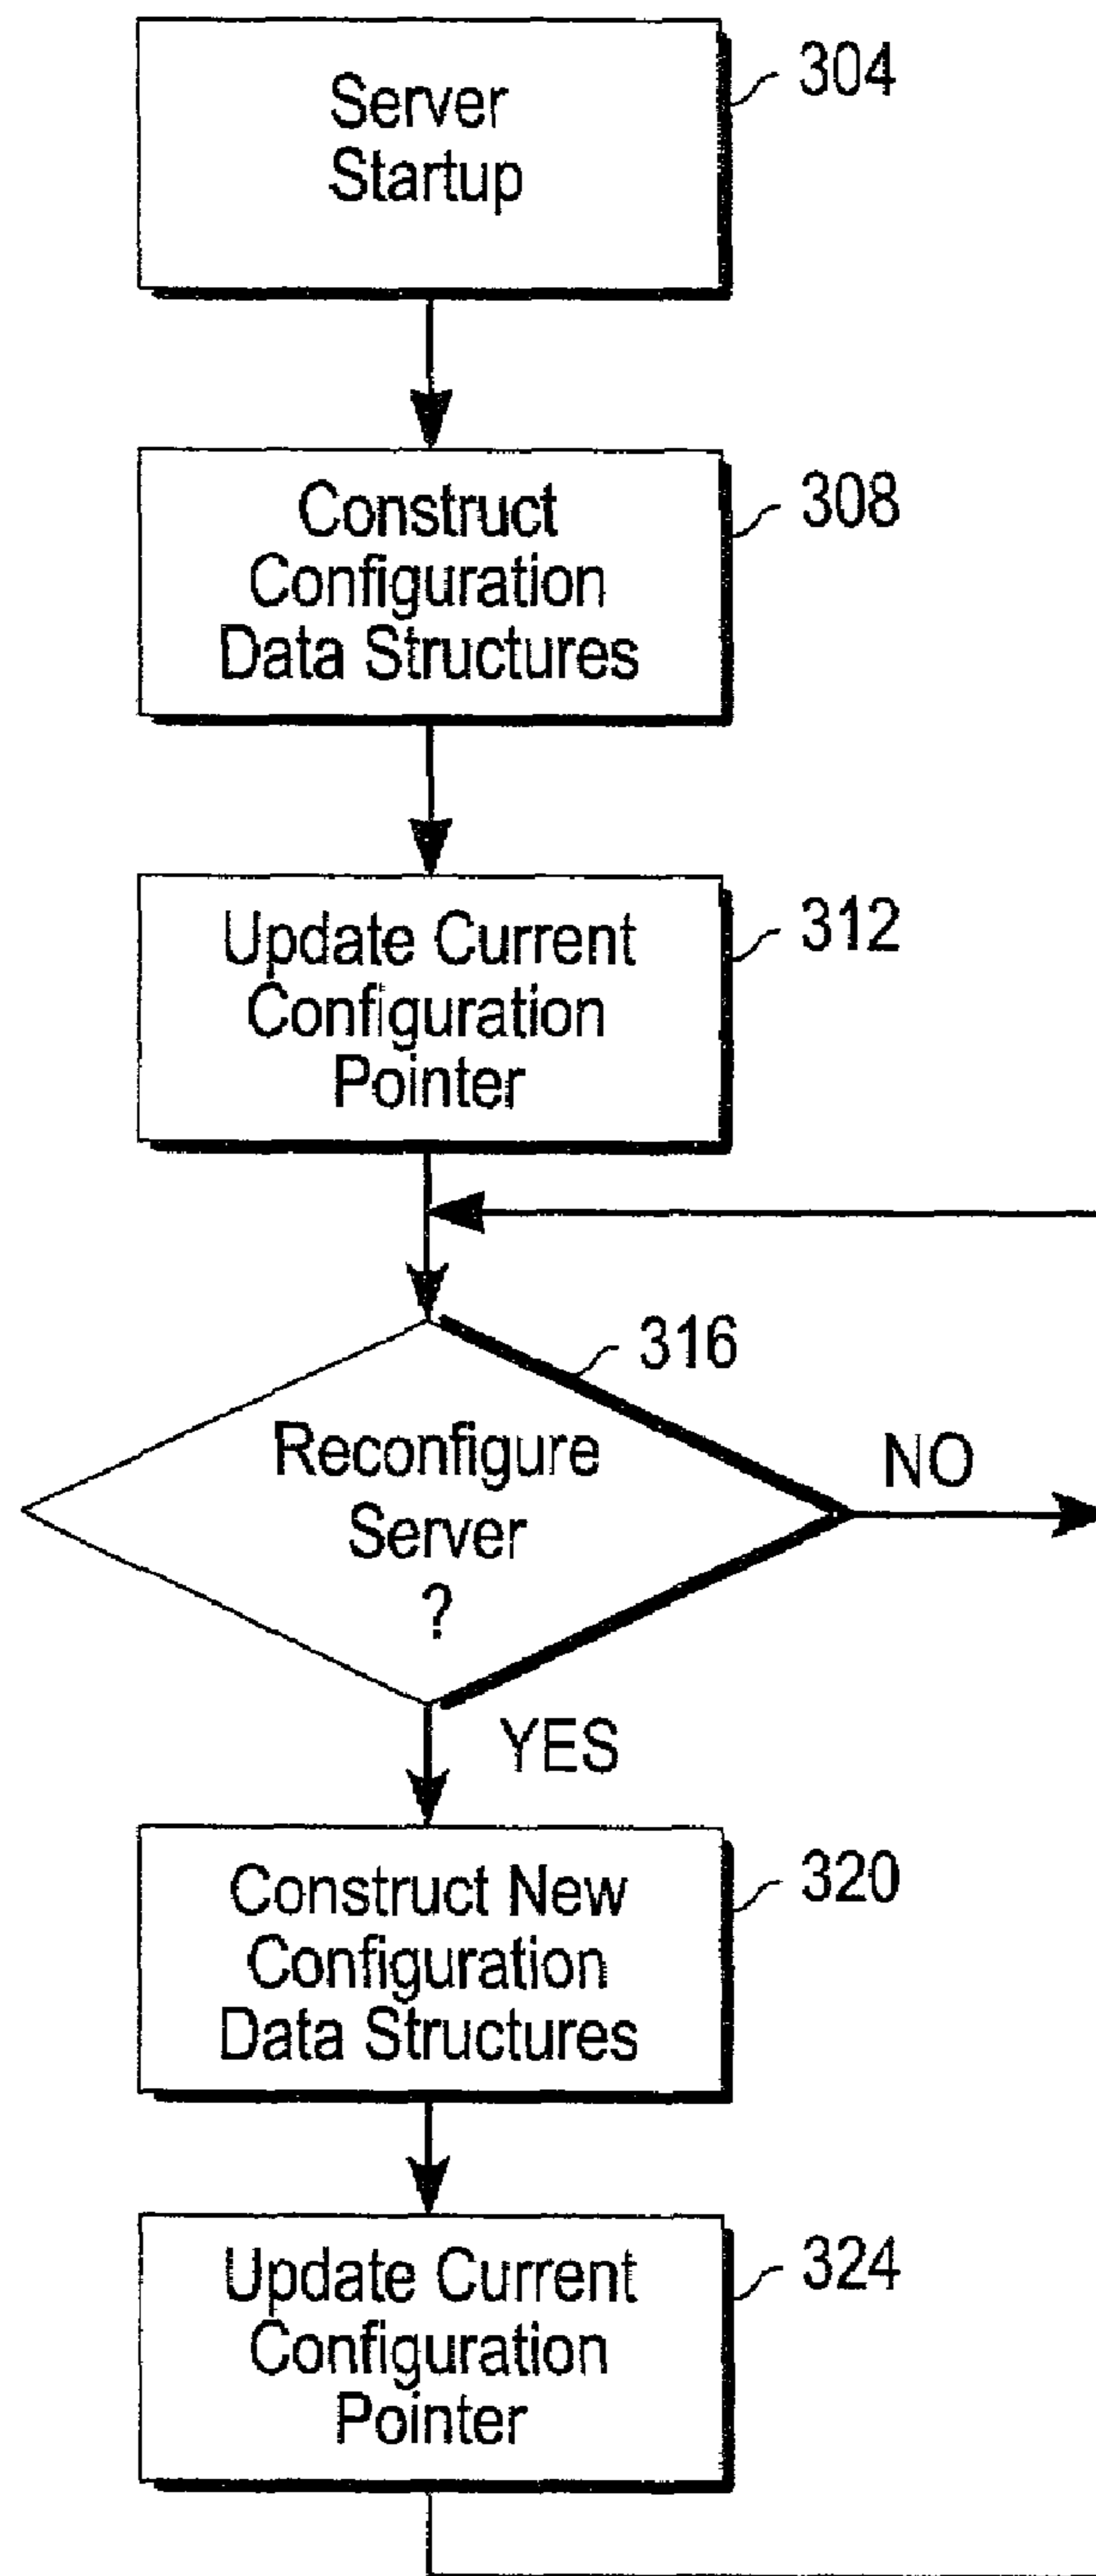 Server
Startup
304
Construct
Configuration
Data Structures
308
Update Current
Configuration
Pointer
312
316
Reconfigure
Server
?
NO
YES
Construct New
Configuration
Data Structures
320
Update Current
Configuration
Pointer
324